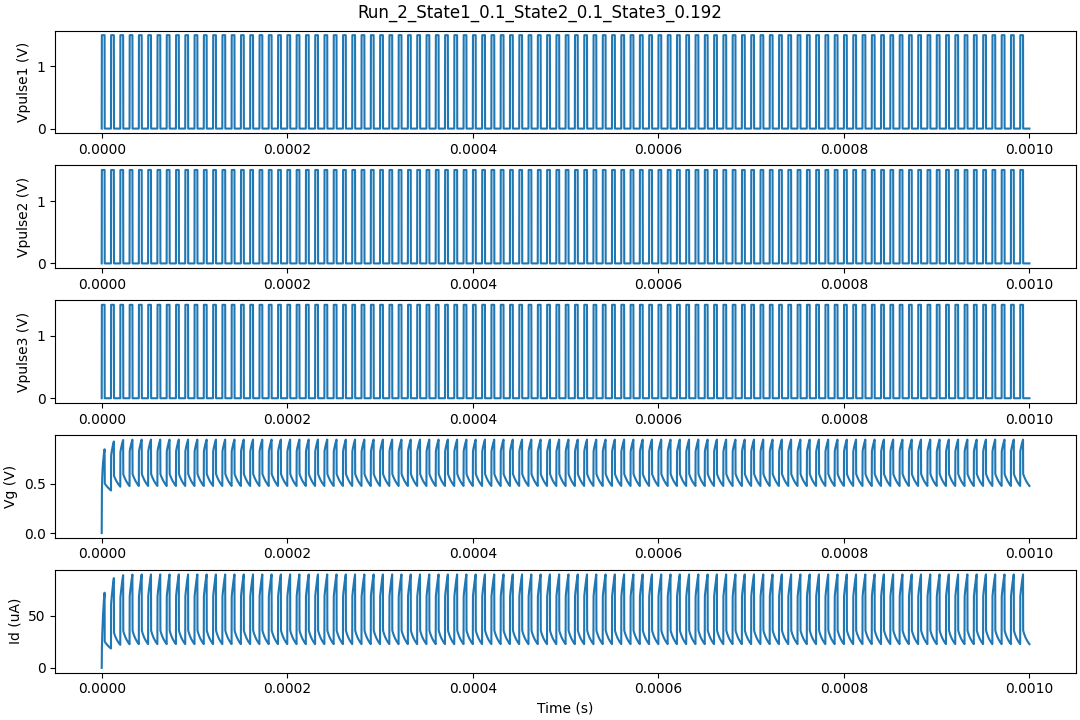 Run_2_State1_0.1_State2_0.1_State3_0.192
Vpulse1 (V)
1
0
0.0000 0.0002 0.0004 0.0006 0.0008 0.0010
Vpulse2 (V)
1
0
0.0000 0.0002 0.0004 0.0006 0.0008 0.0010
Vpulse3 (V)
1
0
0.0000 0.0002 0.0004 0.0006 0.0008 0.0010
Vg (V)
0.5
0.0
0.0000 0.0002 0.0004 0.0006 0.0008 0.0010
Id (uA)
50
0
0.0000 0.0002 0.0004 0.0006 0.0008 0.0010
Time (s)